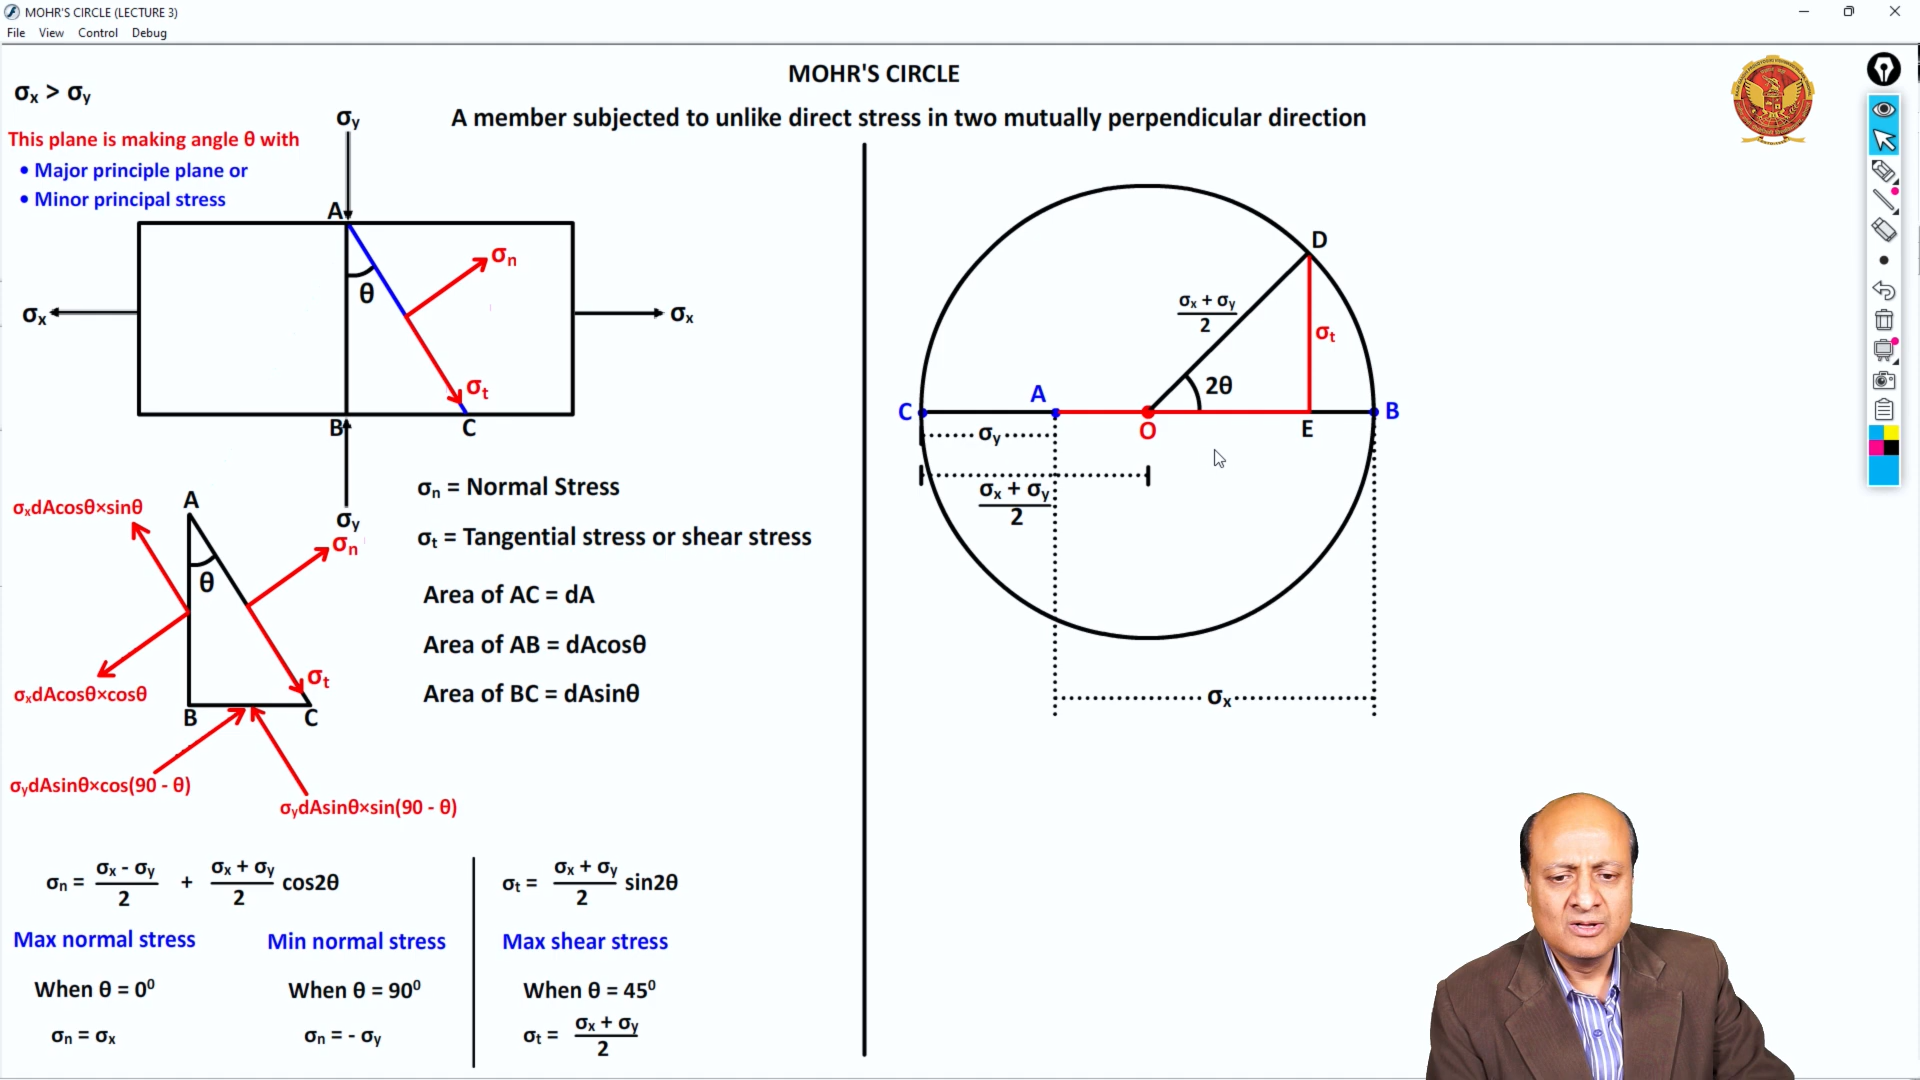 MOHR'S CIRCLE (LECTURE 3)
File View Control Debug
MOHR'S CIRCLE
A member subjected to unlike direct stress in two mutually perpendicular direction
σx > σy
This plane is making angle θ with
• Major principle plane or
• Minor principal stress
σy
A
σn
θ
σx
σx
σt
B
C
σy
A
σxdAcosθ×sinθ
σn
θ
σt
σxdAcosθ×cosθ
B
C
σydAsinθ×cos(90 - θ)
σydAsinθ×sin(90 - θ)
σn = Normal Stress
σt = Tangential stress or shear stress
Area of AC = dA
Area of AB = dAcosθ
Area of BC = dAsinθ
σn = (σx - σy)/2 + (σx + σy)/2 cos2θ
σt = (σx + σy)/2 sin2θ
Max normal stress
Min normal stress
Max shear stress
When θ = 0⁰
When θ = 90⁰
When θ = 45⁰
σn = σx
σn = - σy
σt = (σx + σy)/2
D
(σx + σy)/2
σt
2θ
C
A
B
O
E
σy
(σx + σy)/2
σx